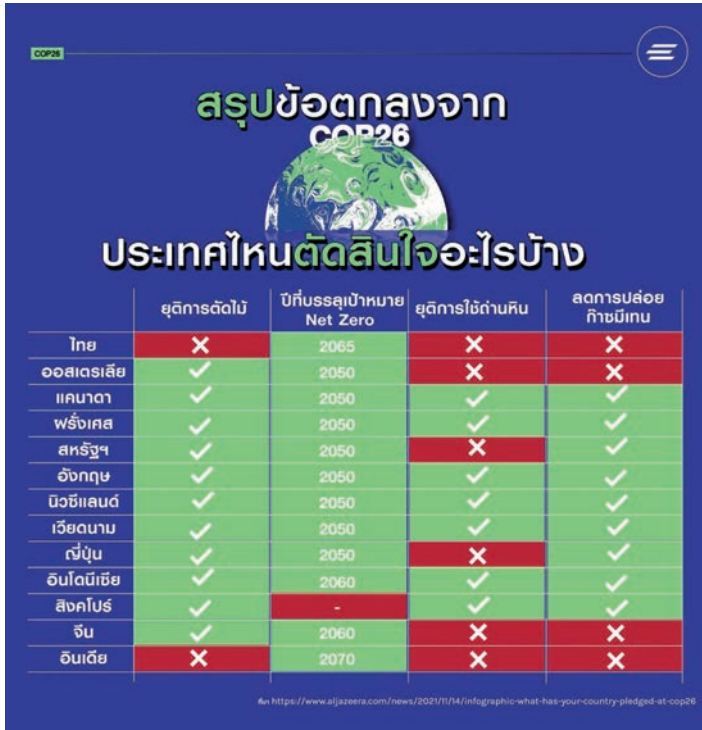 COP26
สรุปข้อตกลงจาก
COP26
ประเทศไหนตัดสินใจอะไรบ้าง
ยุติการตัดไม้ ปีที่บรรลุเป้าหมาย Net Zero ยุติการใช้ถ่านหิน ลดการปล่อยก๊าซมีเทน
ไทย ✕ 2065 ✕ ✕
ออสเตรเลีย ✓ 2050 ✕ ✕
แคนาดา ✓ 2050 ✓ ✓
ฝรั่งเศส ✓ 2050 ✓ ✓
สหรัฐฯ ✓ 2050 ✕ ✓
อังกฤษ ✓ 2050 ✓ ✓
นิวซีแลนด์ ✓ 2050 ✓ ✓
เวียดนาม ✓ 2050 ✓ ✓
ญี่ปุ่น ✓ 2050 ✕ ✓
อินโดนีเซีย ✓ 2060 ✓ ✓
สิงคโปร์ ✓ - ✓ ✓
จีน ✓ 2060 ✕ ✕
อินเดีย ✕ 2070 ✕ ✕
ที่มา https://www.aljazeera.com/news/2021/11/14/infographic-what-has-your-country-pledged-at-cop26